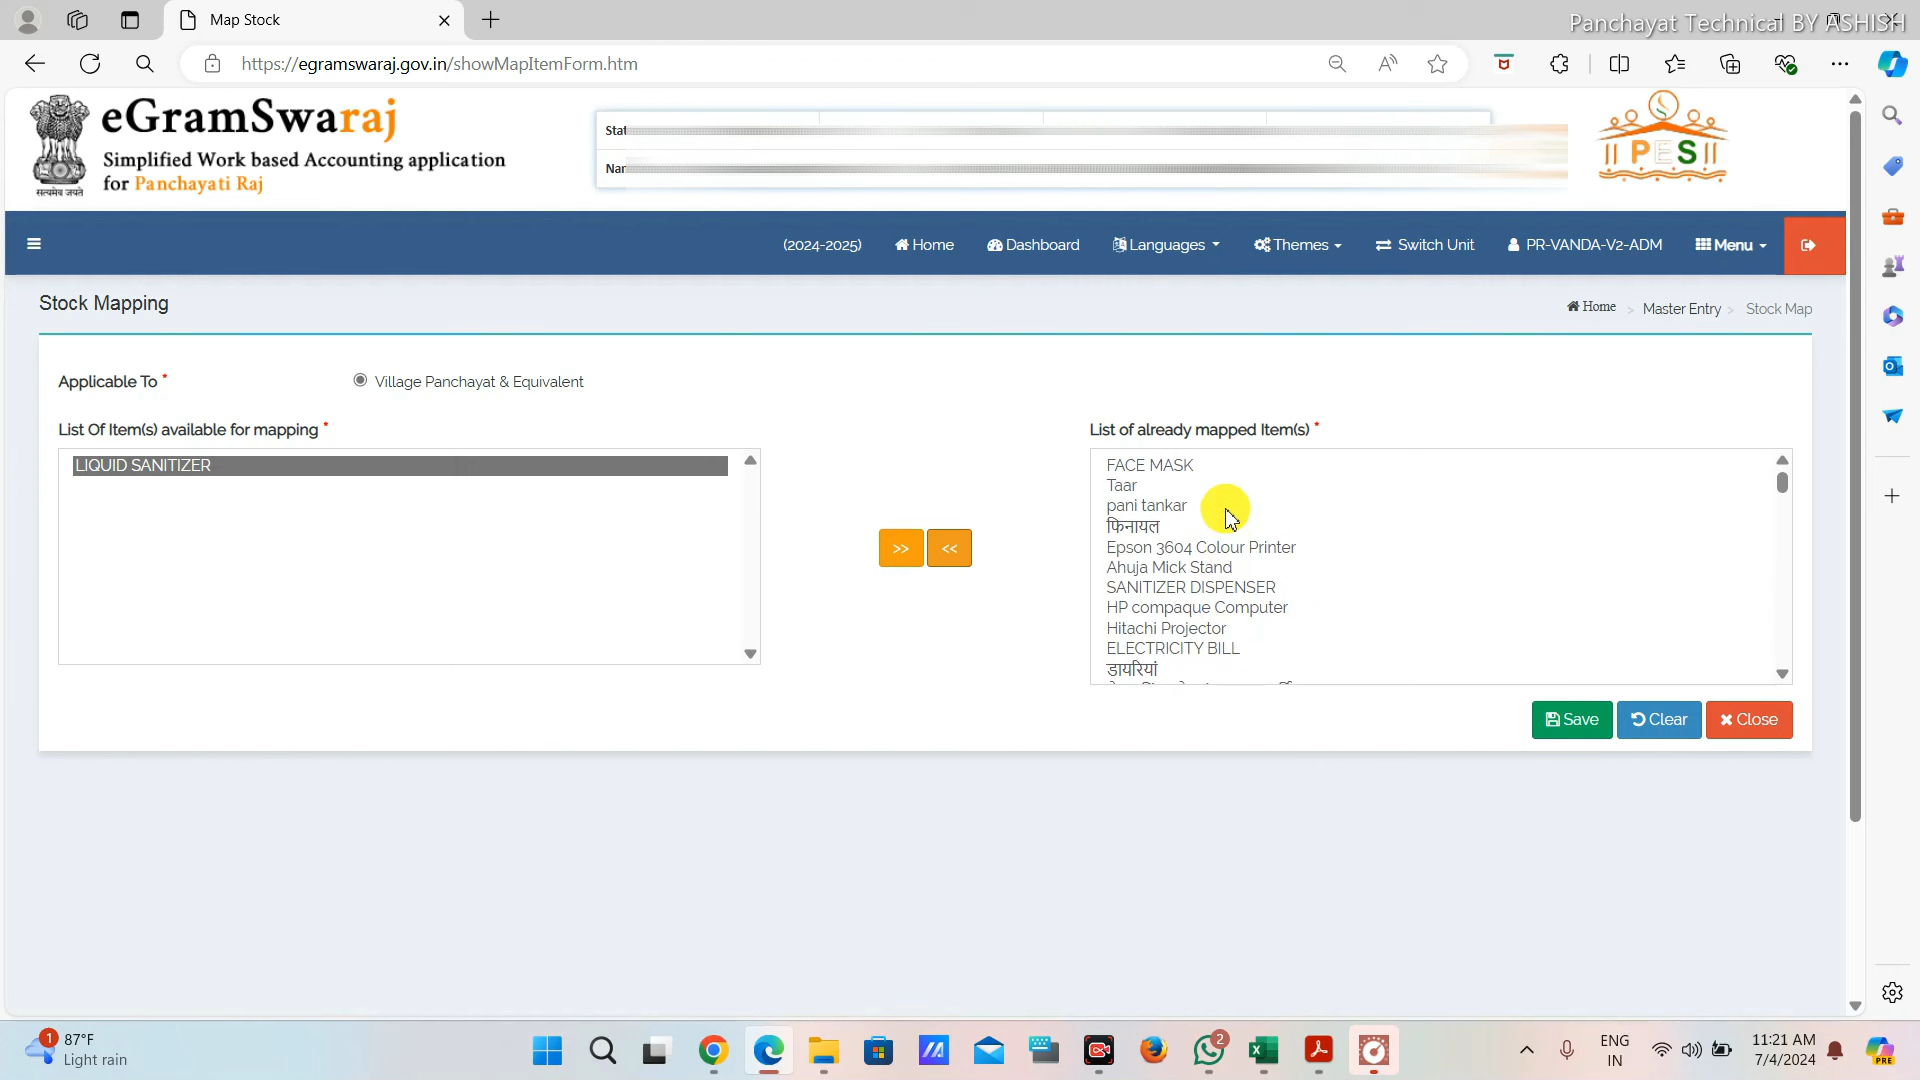 Map Stock
Panchayat Technical BY ASHISH
https://egramswaraj.gov.in/showMapItemForm.htm
eGramSwaraj
Simplified Work based Accounting application
for Panchayati Raj
सत्यमेव जयते
Stat
Nar
PES
(2024-2025) Home Dashboard Languages Themes Switch Unit PR-VANDA-V2-ADM Menu
Stock Mapping
Home > Master Entry > Stock Map
Applicable To * Village Panchayat & Equivalent
List Of Item(s) available for mapping *
LIQUID SANITIZER
>> <<
List of already mapped Item(s) *
FACE MASK
Taar
pani tankar
फिनायल
Epson 3604 Colour Printer
Ahuja Mick Stand
SANITIZER DISPENSER
HP compaque Computer
Hitachi Projector
ELECTRICITY BILL
डायरियां
Save Clear Close
1
87°F
Light rain
2
ENG
IN
11:21 AM
7/4/2024
PRE